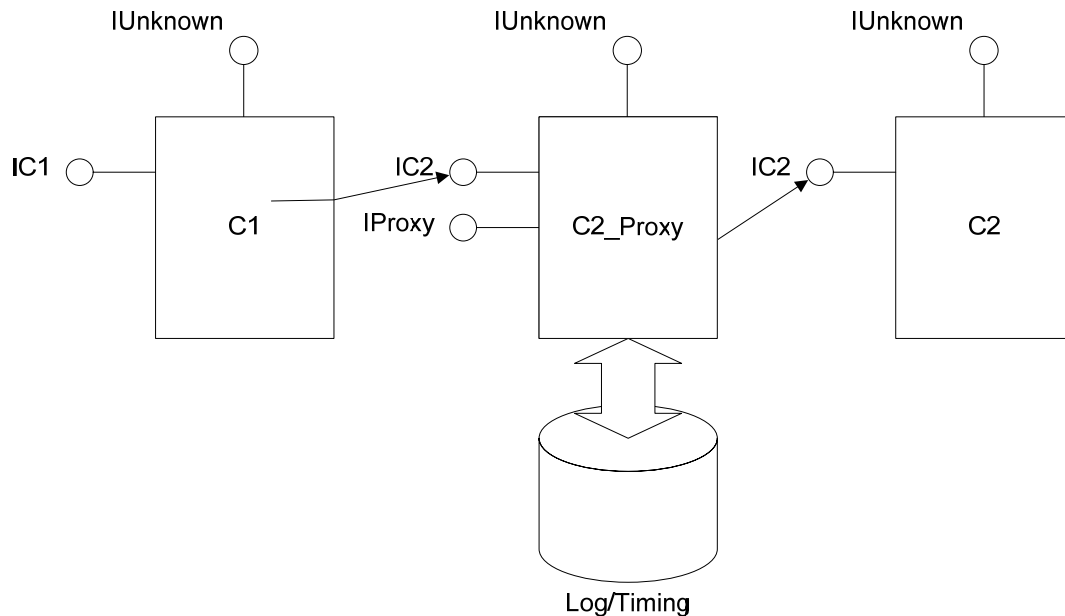 IUnknown
IUnknown
IUnknown
IC1
IC2
IC2
IProxy
C1
C2_Proxy
C2
Log/Timing